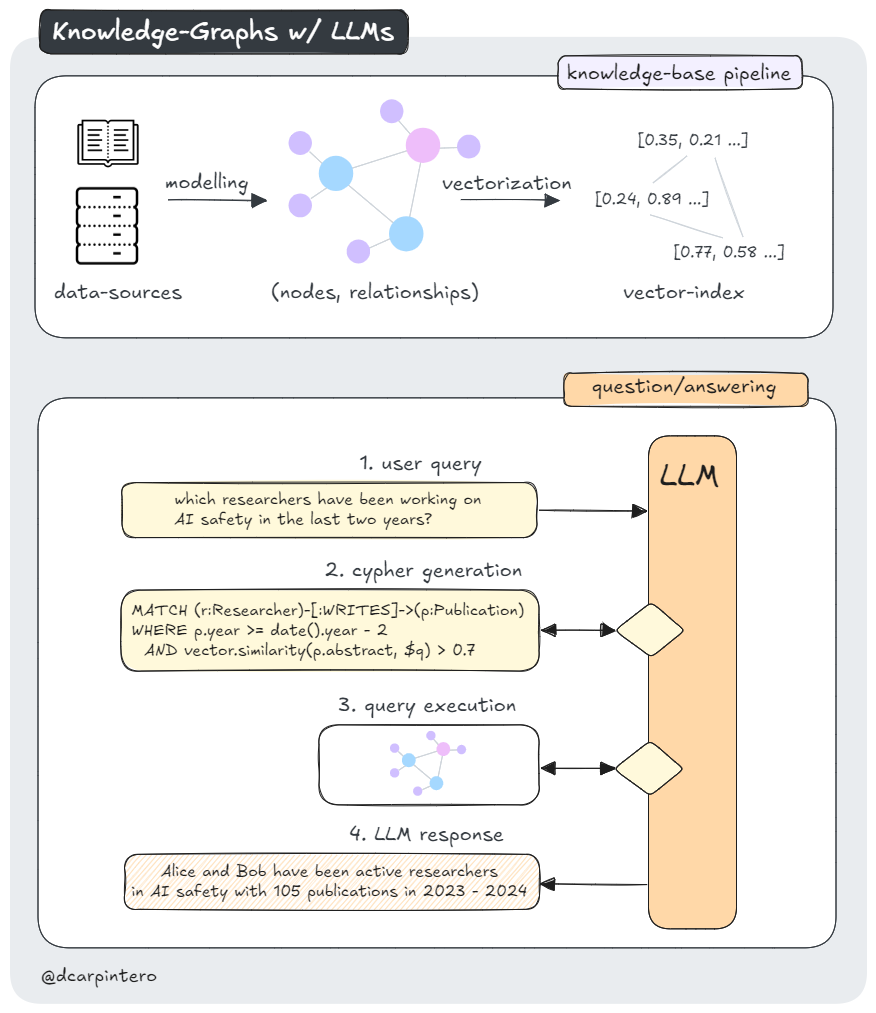 Knowledge-Graphs w/ LLMs
knowledge-base pipeline
modelling
vectorization
[0.35, 0.21 ...]
[0.24, 0.89 ...]
[0.77, 0.58 ...]
data-sources
(nodes, relationships)
vector-index
question/answering
LLM
1. user query
which researchers have been working on
AI safety in the last two years?
2. cypher generation
MATCH (r:Researcher)-[:WRITES]->(p:Publication)
WHERE p.year >= date().year - 2
AND vector.similarity(p.abstract, $q) > 0.7
3. query execution
4. LLM response
Alice and Bob have been active researchers
in AI safety with 105 publications in 2023 - 2024
@dcarpintero